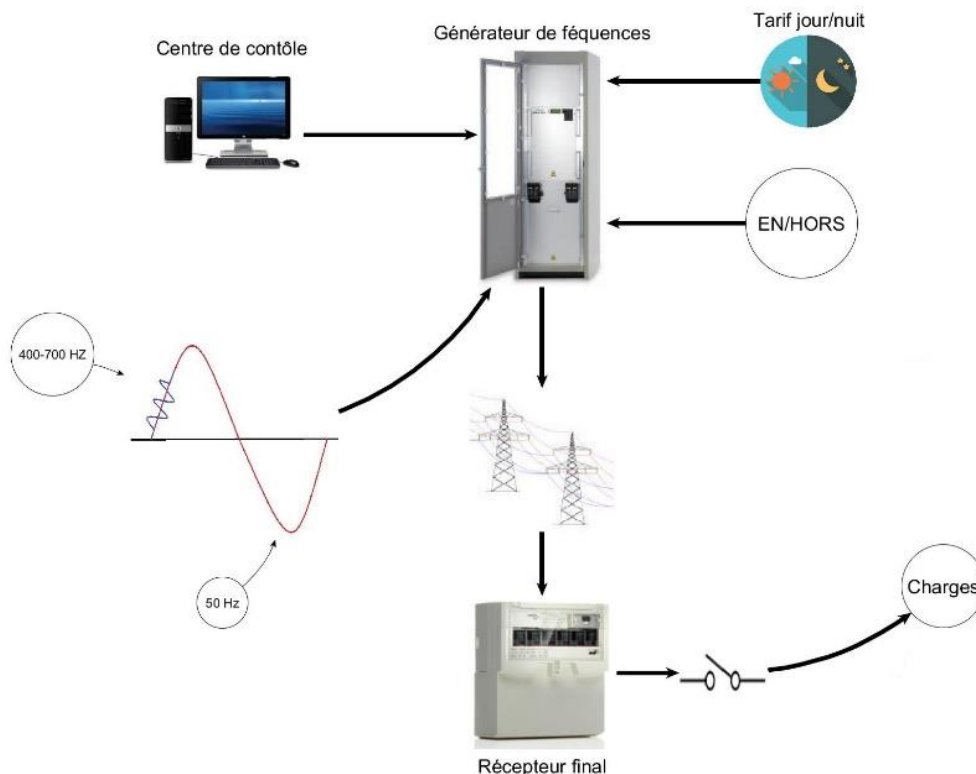 Centre de contôle
Générateur de féquences
Tarif jour/nuit
EN/HORS
400-700 HZ
50 Hz
Charges
Récepteur final